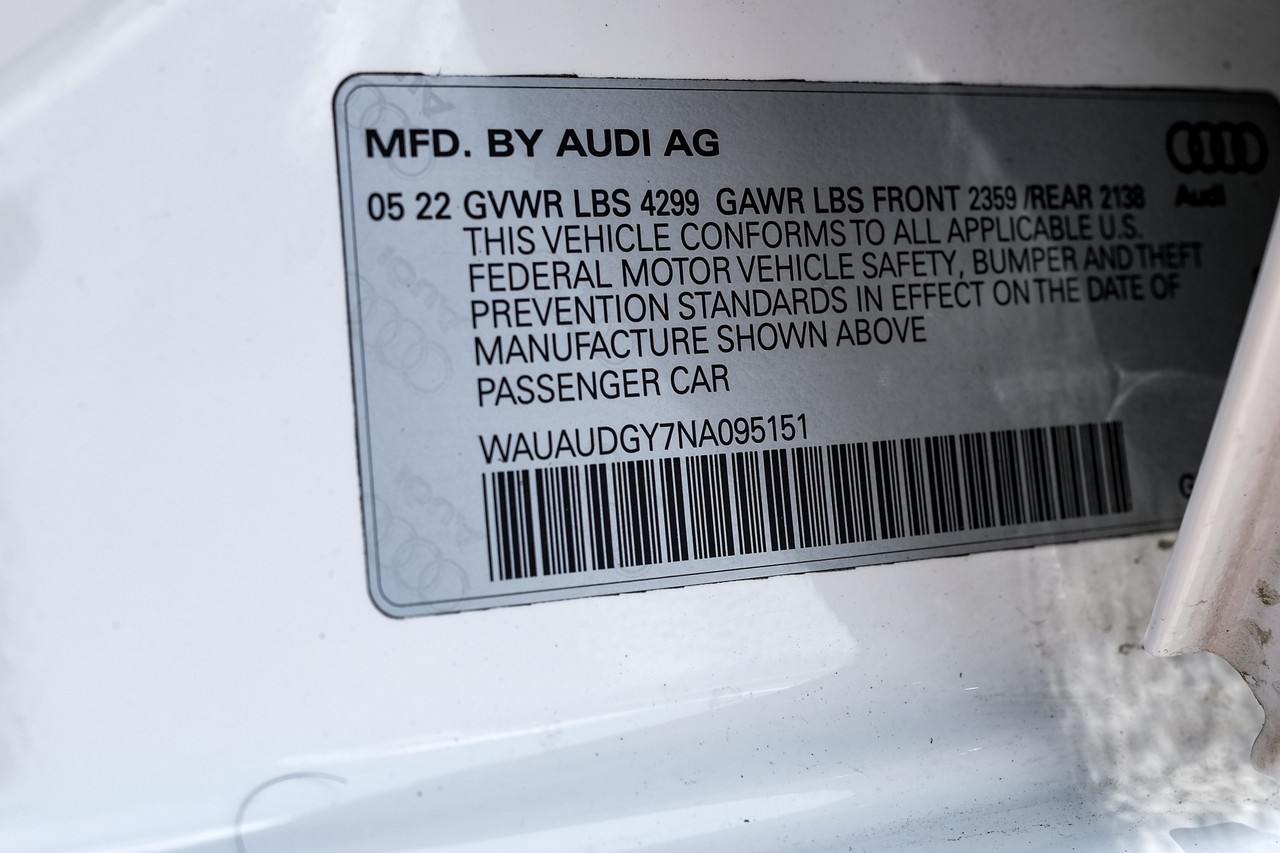 MFD. BY AUDI AG
Audi
05 22 GVWR LBS 4299 GAWR LBS FRONT 2359 /REAR 2138
THIS VEHICLE CONFORMS TO ALL APPLICABLE U.S.
FEDERAL MOTOR VEHICLE SAFETY, BUMPER AND THEFT
PREVENTION STANDARDS IN EFFECT ON THE DATE OF
MANUFACTURE SHOWN ABOVE
PASSENGER CAR
WAUAUDGY7NA095151